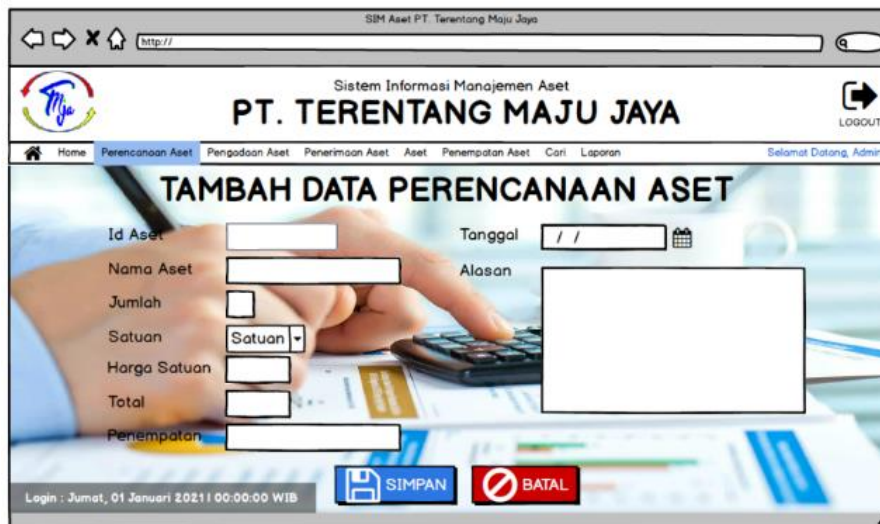 SIM Aset PT. Terentang Maju Jaya
http://
Mja
Sistem Informasi Manajemen Aset
PT. TERENTANG MAJU JAYA
LOGOUT
Home Perencanaan Aset Pengadaan Aset Penerimaan Aset Aset Penempatan Aset Cari Laporan Selamat Datang, Admin
TAMBAH DATA PERENCANAAN ASET
Id Aset
Tanggal / /
Nama Aset
Alasan
Jumlah
Satuan Satuan
Harga Satuan
Total
Penempatan
SIMPAN BATAL
Login : Jumat, 01 Januari 2021 | 00:00:00 WIB